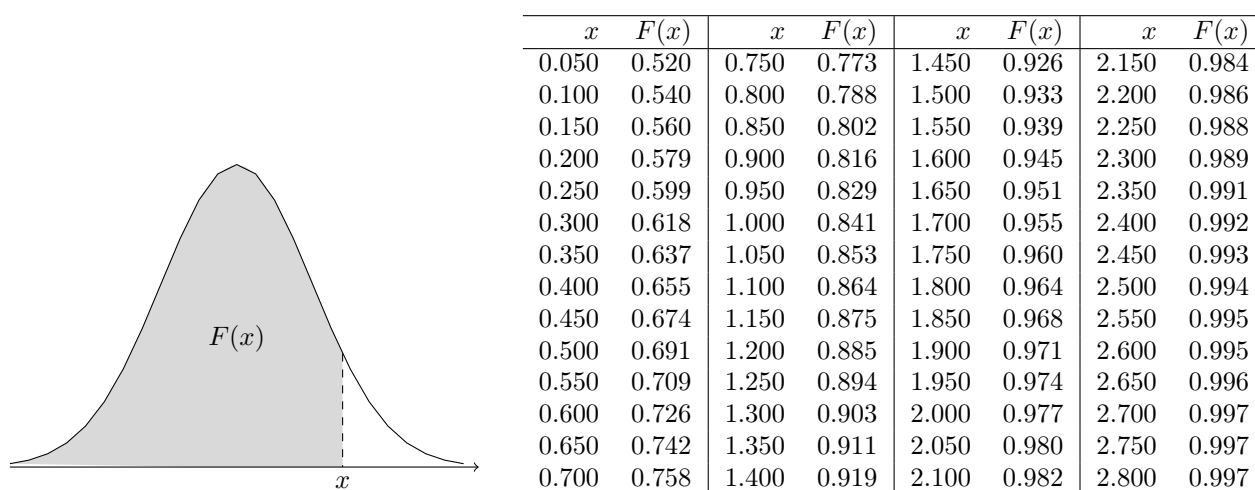 x F(x) x F(x) x F(x) x F(x)
0.050 0.520 0.750 0.773 1.450 0.926 2.150 0.984
0.100 0.540 0.800 0.788 1.500 0.933 2.200 0.986
0.150 0.560 0.850 0.802 1.550 0.939 2.250 0.988
0.200 0.579 0.900 0.816 1.600 0.945 2.300 0.989
0.250 0.599 0.950 0.829 1.650 0.951 2.350 0.991
0.300 0.618 1.000 0.841 1.700 0.955 2.400 0.992
0.350 0.637 1.050 0.853 1.750 0.960 2.450 0.993
0.400 0.655 1.100 0.864 1.800 0.964 2.500 0.994
0.450 0.674 1.150 0.875 1.850 0.968 2.550 0.995
0.500 0.691 1.200 0.885 1.900 0.971 2.600 0.995
0.550 0.709 1.250 0.894 1.950 0.974 2.650 0.996
0.600 0.726 1.300 0.903 2.000 0.977 2.700 0.997
0.650 0.742 1.350 0.911 2.050 0.980 2.750 0.997
0.700 0.758 1.400 0.919 2.100 0.982 2.800 0.997
F(x)
x